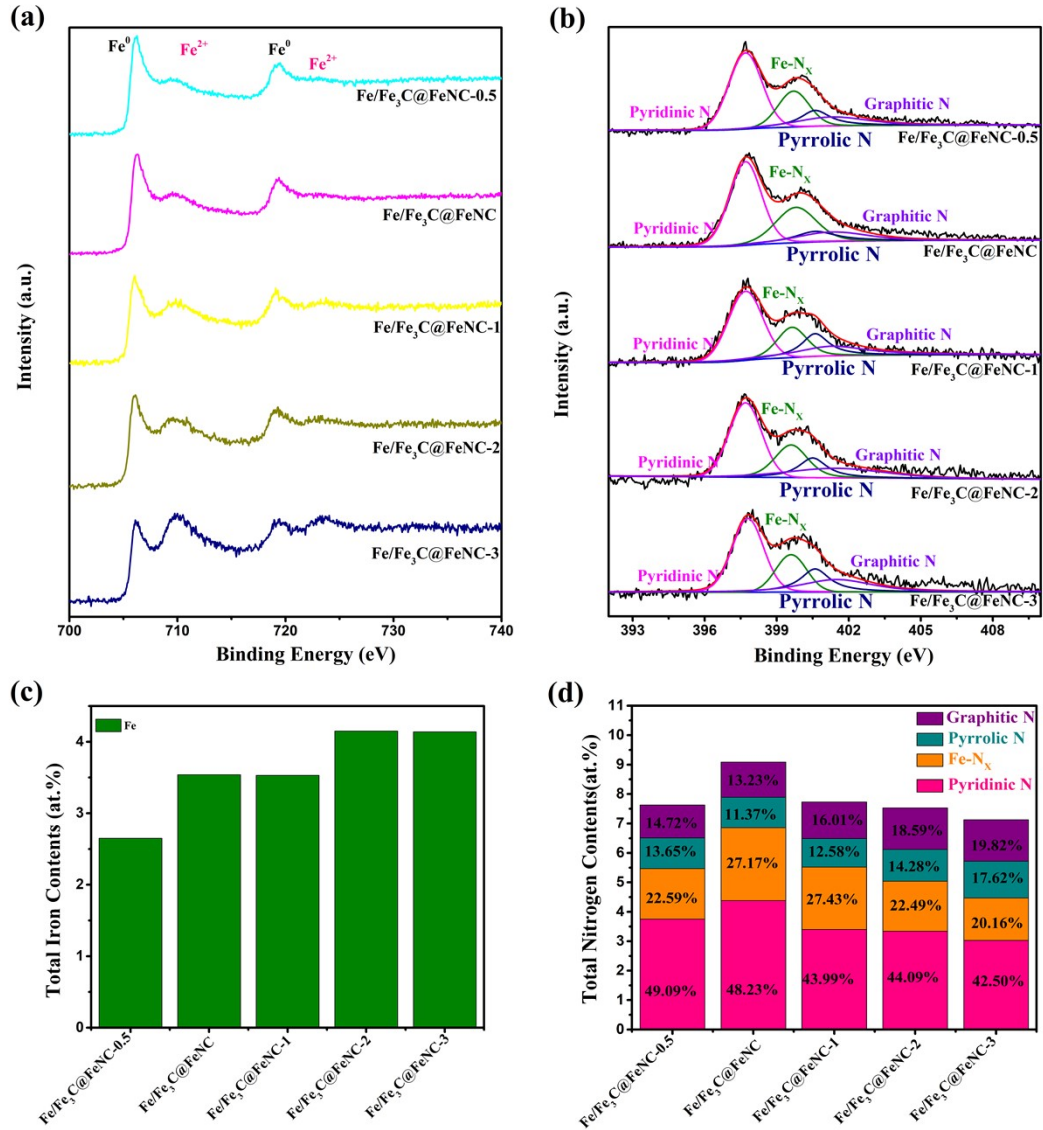 (a)
Fe⁰
Fe²⁺
Fe⁰
Fe²⁺
Fe/Fe₃C@FeNC-0.5
Fe/Fe₃C@FeNC
Fe/Fe₃C@FeNC-1
Fe/Fe₃C@FeNC-2
Fe/Fe₃C@FeNC-3
Intensity (a.u.)
700 710 720 730 740
Binding Energy (eV)
(b)
Fe-Nₓ
Pyridinic N
Graphitic N
Pyrrolic N
Fe/Fe₃C@FeNC-0.5
Fe-Nₓ
Pyridinic N
Graphitic N
Pyrrolic N
Fe/Fe₃C@FeNC
Fe-Nₓ
Pyridinic N
Graphitic N
Pyrrolic N
Fe/Fe₃C@FeNC-1
Fe-Nₓ
Pyridinic N
Graphitic N
Pyrrolic N
Fe/Fe₃C@FeNC-2
Fe-Nₓ
Pyridinic N
Graphitic N
Pyrrolic N
Fe/Fe₃C@FeNC-3
Intensity (a.u.)
393 396 399 402 405 408
Binding Energy (eV)
(c)
Fe
Total Iron Contents (at.%)
4
3
2
1
0
Fe/Fe₃C@FeNC-0.5
Fe/Fe₃C@FeNC
Fe/Fe₃C@FeNC-1
Fe/Fe₃C@FeNC-2
Fe/Fe₃C@FeNC-3
(d)
Graphitic N
Pyrrolic N
Fe-Nₓ
Pyridinic N
Total Nitrogen Contents(at.%)
11
10
9
8
7
6
5
4
3
2
1
0
14.72%
13.65%
22.59%
49.09%
13.23%
11.37%
27.17%
48.23%
16.01%
12.58%
27.43%
43.99%
18.59%
14.28%
22.49%
44.09%
19.82%
17.62%
20.16%
42.50%
Fe/Fe₃C@FeNC-0.5
Fe/Fe₃C@FeNC
Fe/Fe₃C@FeNC-1
Fe/Fe₃C@FeNC-2
Fe/Fe₃C@FeNC-3